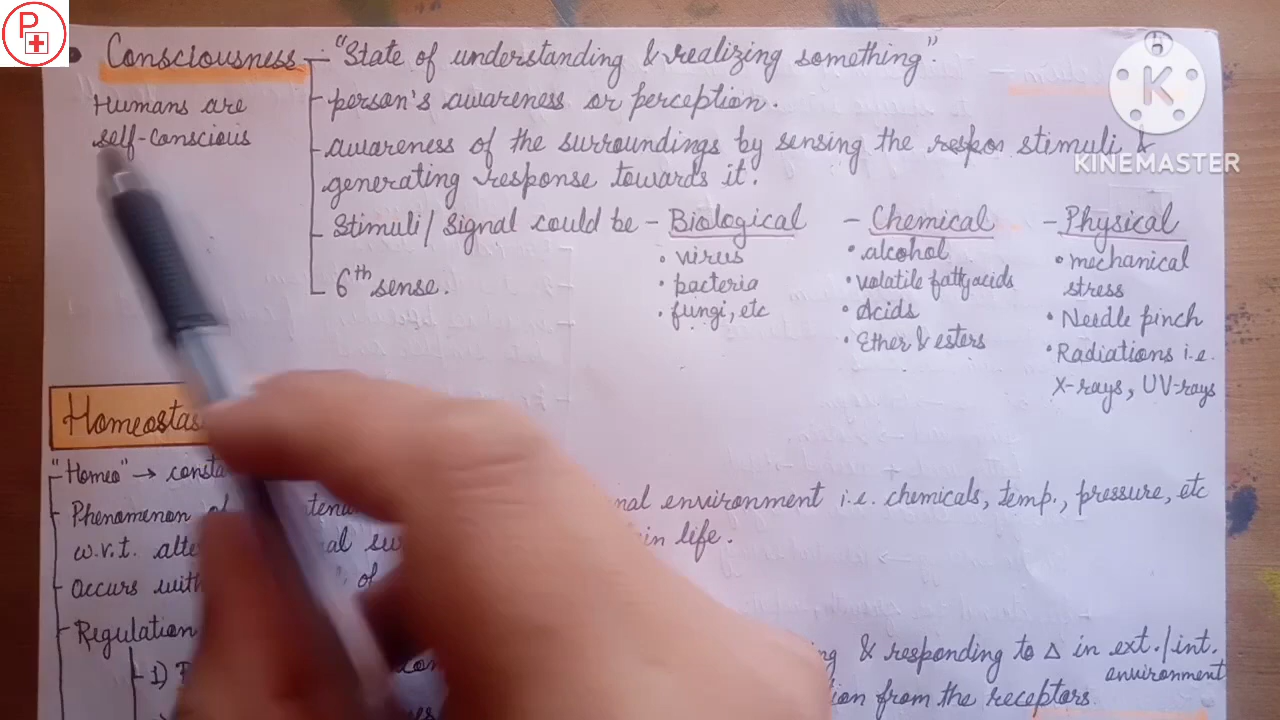 P
Consciousness – "State of understanding & realizing something".
Humans are
self-conscious
- person's awareness or perception.
- awareness of the surroundings by sensing the respon stimuli &
generating response towards it.
- Stimuli/Signal could be - Biological - Chemical - Physical
• virus
• bacteria
• fungi, etc
• alcohol
• volatile fatty acids
• Acids
• Ether & esters
• mechanical
stress
• Needle pinch
• Radiations i.e.
X-rays, UV-rays
- 6th sense.
K
KINEMASTER
Homeostas
"Homeo" → consta
Phenomenon nal environment i.e. chemicals, temp., pressure, etc
w.r.t. in life.
Occurs of
Regulation & responding to Δ in ext./int.
environment
1) from the receptors.